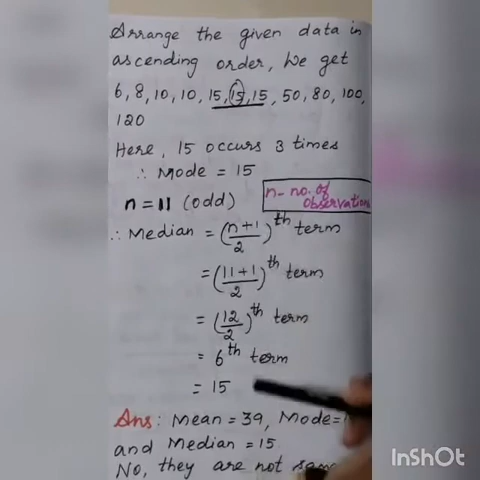 Arrange the given data in
ascending order, We get
6, 8, 10, 10, 15, 15, 15, 50, 80, 100,
120
Here, 15 occurs 3 times
∴ Mode = 15
n = 11 (odd)
n- no. of
observations
∴ Median = (n+1/2)th term
= (11+1/2)th term
= (12/2)th term
= 6th term
= 15
Ans: Mean = 39, Mode=
and Median = 15
No, they are not same
InShOt